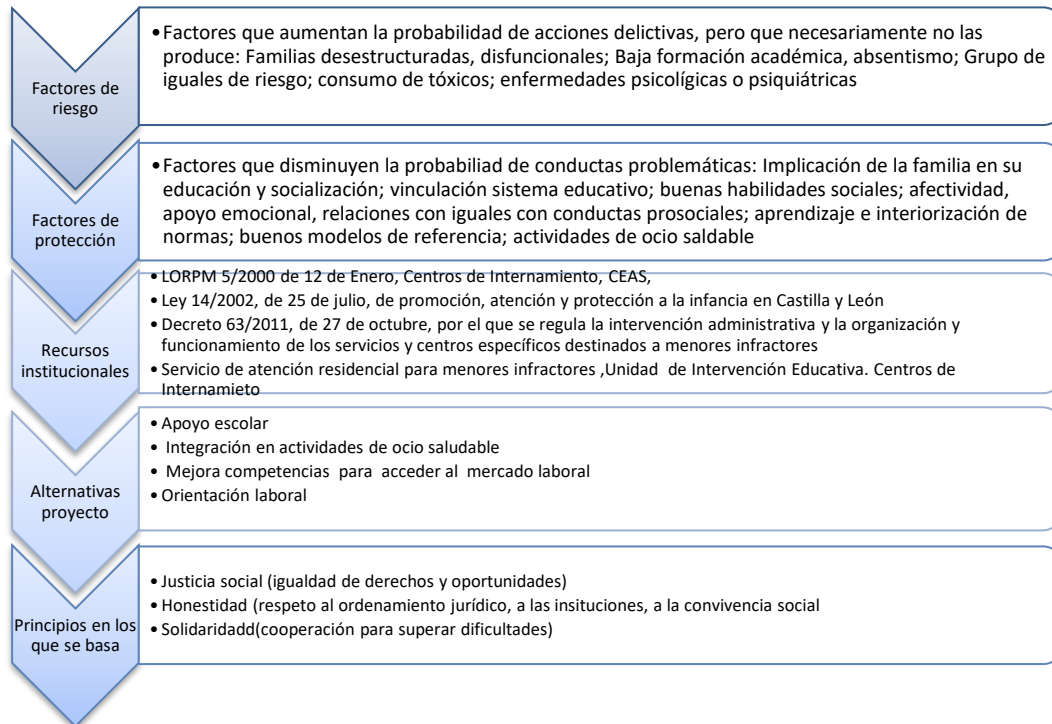 Factores de
riesgo
•Factores que aumentan la probabilidad de acciones delictivas, pero que necesariamente no las
produce: Familias desestructuradas, disfuncionales; Baja formación académica, absentismo; Grupo de
iguales de riesgo; consumo de tóxicos; enfermedades psicolígicas o psiquiátricas
Factores de
protección
•Factores que disminuyen la probabiliad de conductas problemáticas: Implicación de la familia en su
educación y socialización; vinculación sistema educativo; buenas habilidades sociales; afectividad,
apoyo emocional, relaciones con iguales con conductas prosociales; aprendizaje e interiorización de
normas; buenos modelos de referencia; actividades de ocio saldable
Recursos
institucionales
• LORPM 5/2000 de 12 de Enero, Centros de Internamiento, CEAS,
• Ley 14/2002, de 25 de julio, de promoción, atención y protección a la infancia en Castilla y León
• Decreto 63/2011, de 27 de octubre, por el que se regula la intervención administrativa y la organización y
funcionamiento de los servicios y centros específicos destinados a menores infractores
• Servicio de atención residencial para menores infractores ,Unidad de Intervención Educativa. Centros de
Internamieto
Alternativas
proyecto
• Apoyo escolar
• Integración en actividades de ocio saludable
• Mejora competencias para acceder al mercado laboral
• Orientación laboral
Principios en los
que se basa
• Justicia social (igualdad de derechos y oportunidades)
• Honestidad (respeto al ordenamiento jurídico, a las insituciones, a la convivencia social
• Solidaridadd(cooperación para superar dificultades)